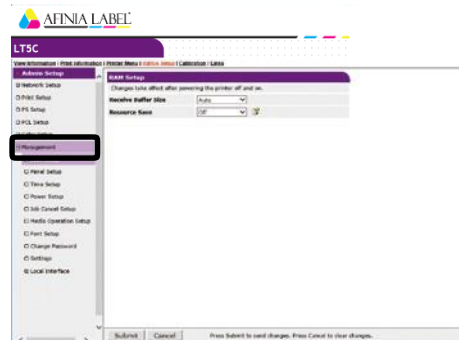 AFINIA LABEL
LT5C
View Information | Print Information | Printer Menu | Admin Setup | Calibration | Links
Admin Setup
Network Setup
Print Setup
PS Setup
PCL Setup
Color Setup
Management
Panel Setup
Time Setup
Power Setup
Job Cancel Setup
Media Operation Setup
Font Setup
Change Password
Settings
Local Interface
RAM Setup
Changes take affect after powering the printer off and on.
Receive Buffer Size Auto
Resource Save Off
Submit Cancel Press Submit to send changes. Press Cancel to clear changes.